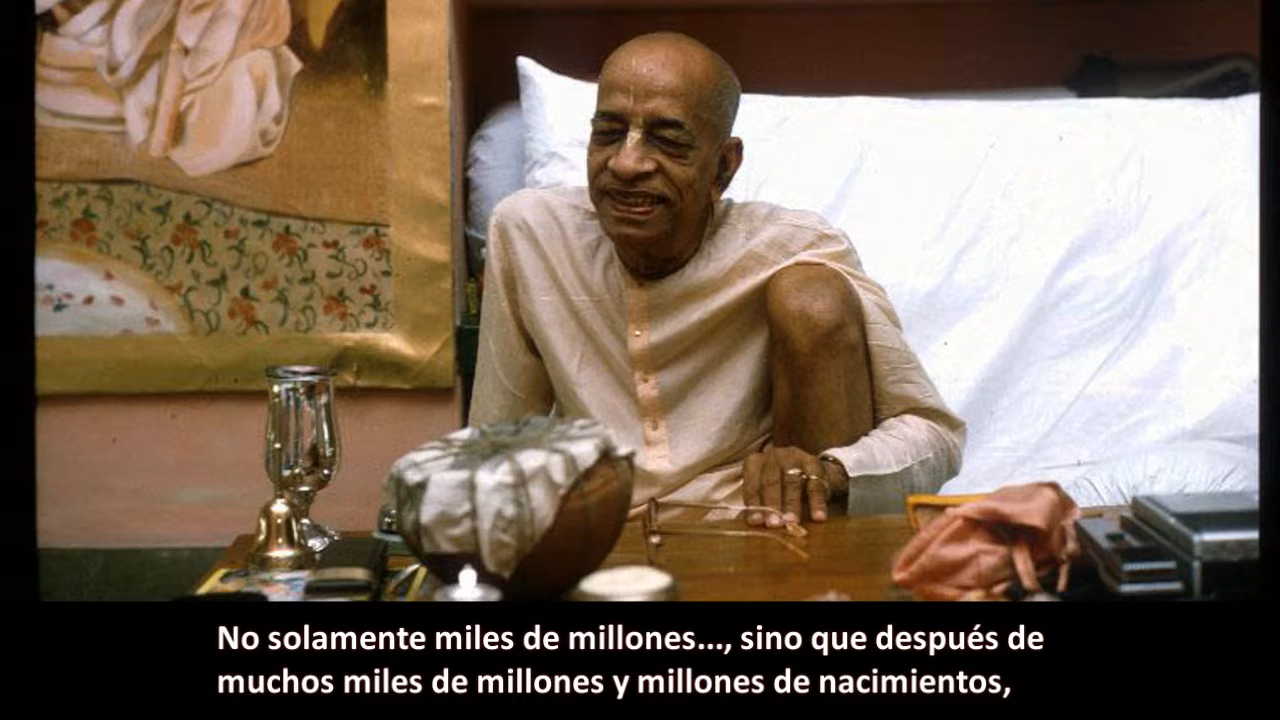 No solamente miles de millones..., sino que después de
muchos miles de millones y millones de nacimientos,